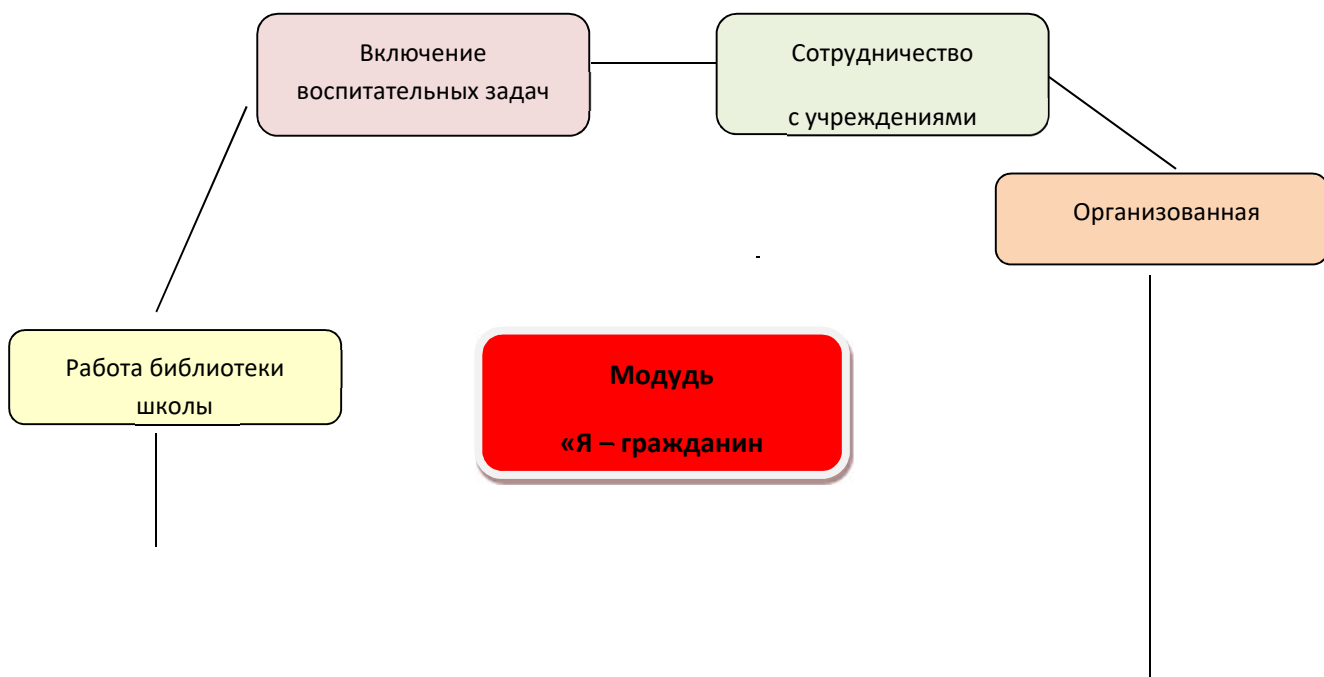 Включение
воспитательных задач
Сотрудничество
с учреждениями
Организованная
-
Работа библиотеки
школы
Модудь
«Я – гражданин